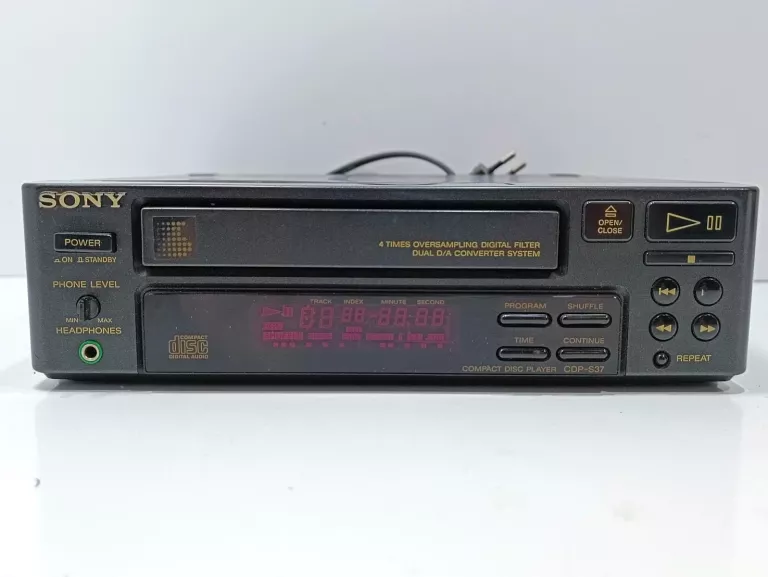 SONY
POWER
ON STANDBY
PHONE LEVEL
MIN MAX
HEADPHONES
4 TIMES OVERSAMPLING DIGITAL FILTER
DUAL D/A CONVERTER SYSTEM
OPEN/
CLOSE
TRACK INDEX MINUTE SECOND
COMPACT
disc
DIGITAL AUDIO
PROGRAM SHUFFLE
TIME CONTINUE
COMPACT DISC PLAYER CDP-S37
REPEAT